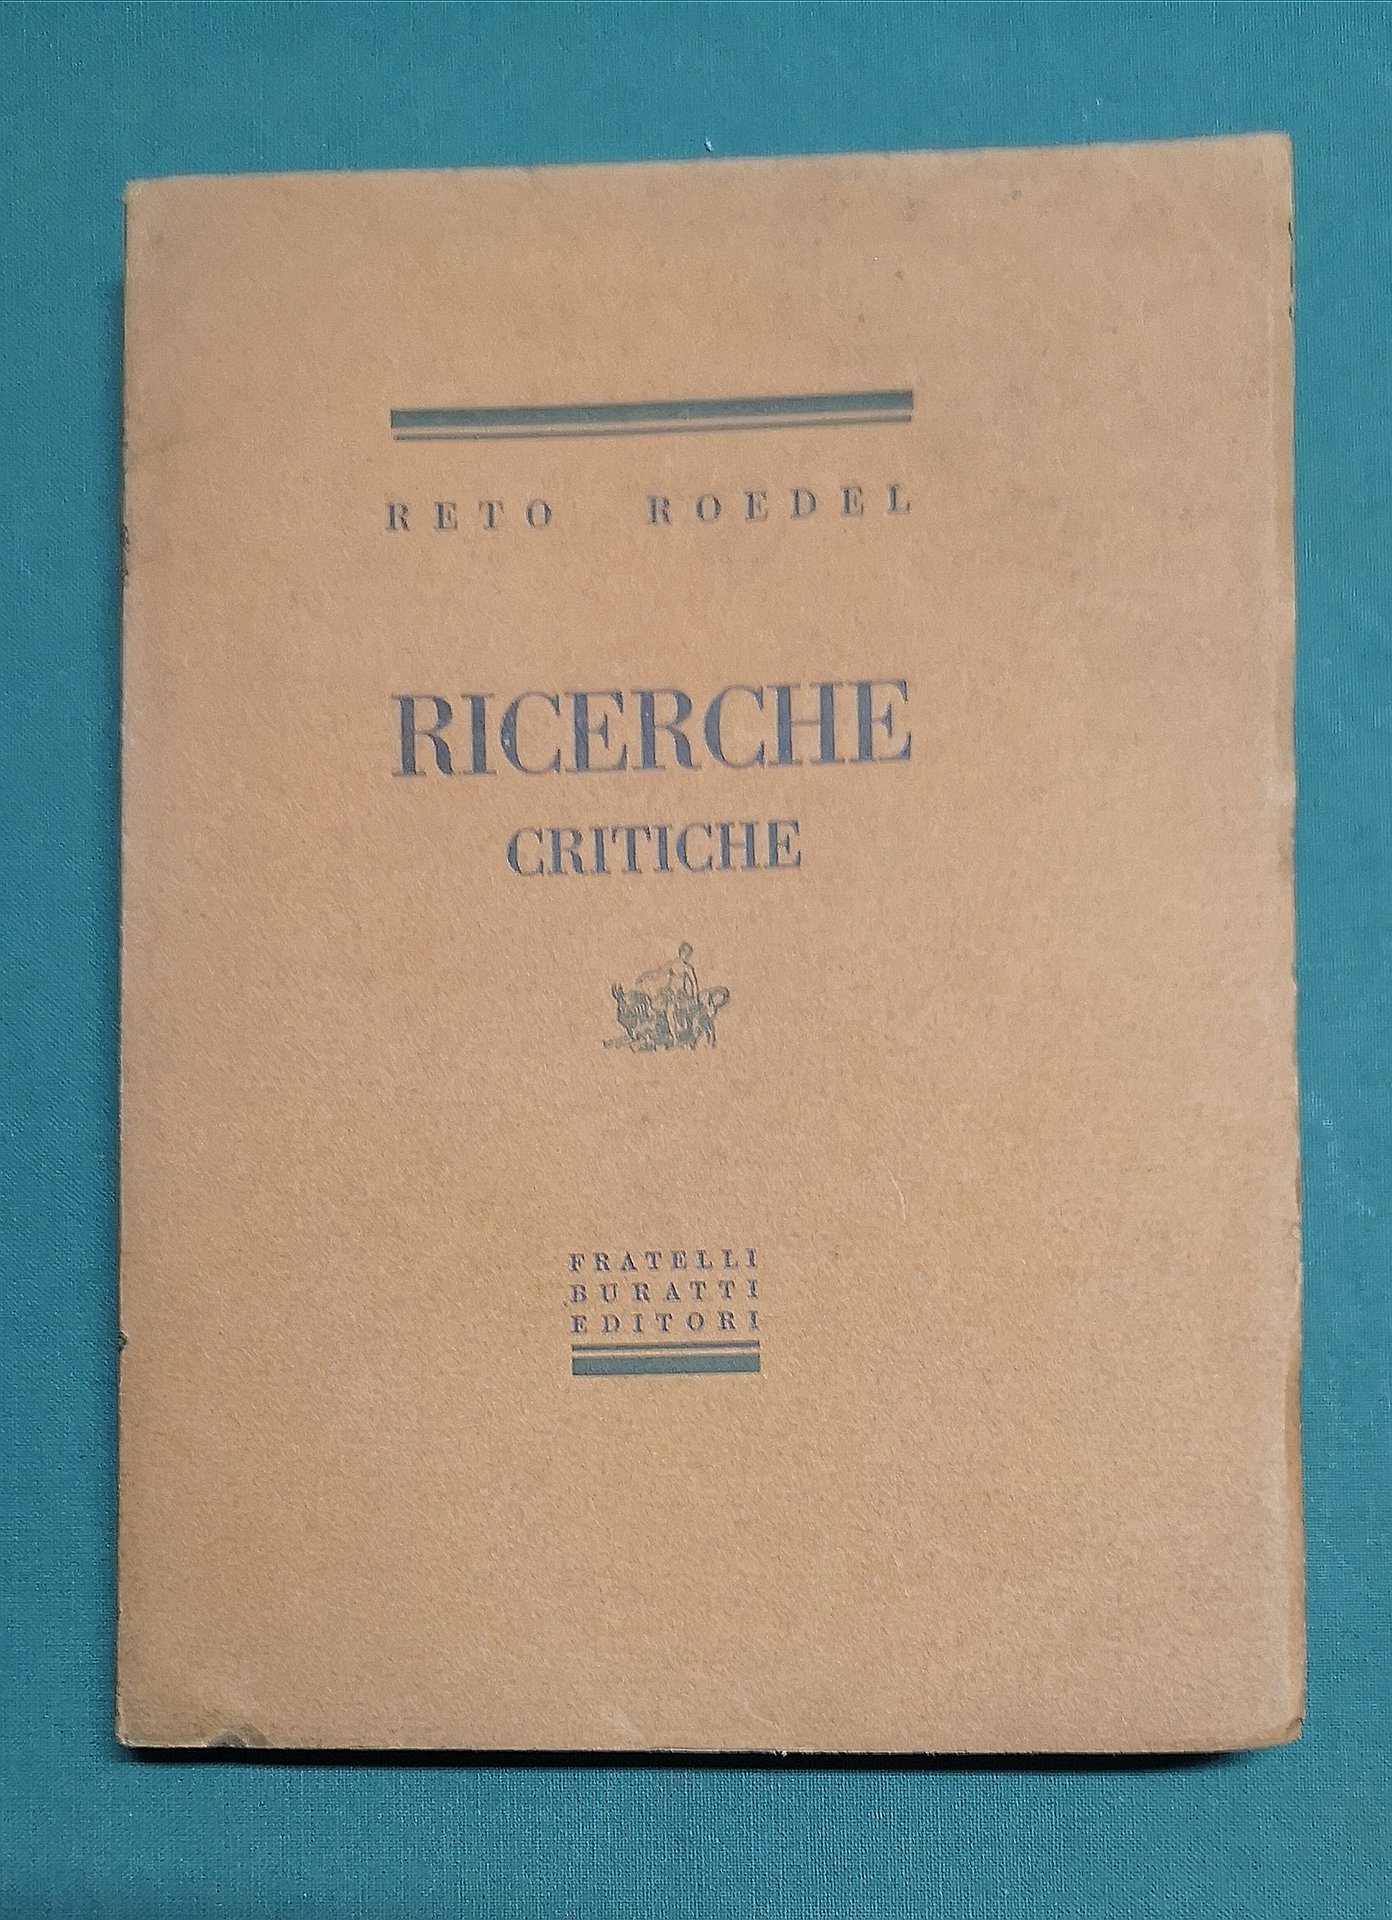 RETO ROEDEL
RICERCHE
CRITICHE
FRATELLI
BURATTI
EDITORI